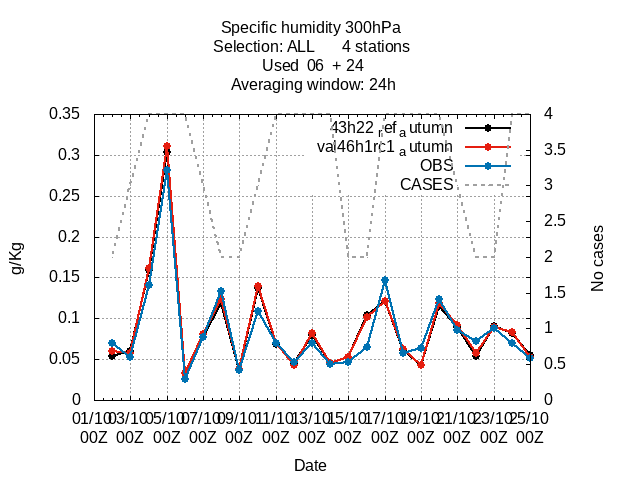 Specific humidity 300hPa
Selection: ALL 4 stations
Used 06 + 24
Averaging window: 24h
43h22_ref_autumn
val46h1rc1_autumn
OBS
CASES
0.35
0.3
0.25
0.2
0.15
0.1
0.05
0
g/Kg
4
3.5
3
2.5
2
1.5
1
0.5
0
No cases
01/10 03/10 05/10 07/10 09/10 11/10 13/10 15/10 17/10 19/10 21/10 23/10 25/10
00Z 00Z 00Z 00Z 00Z 00Z 00Z 00Z 00Z 00Z 00Z 00Z 00Z
Date